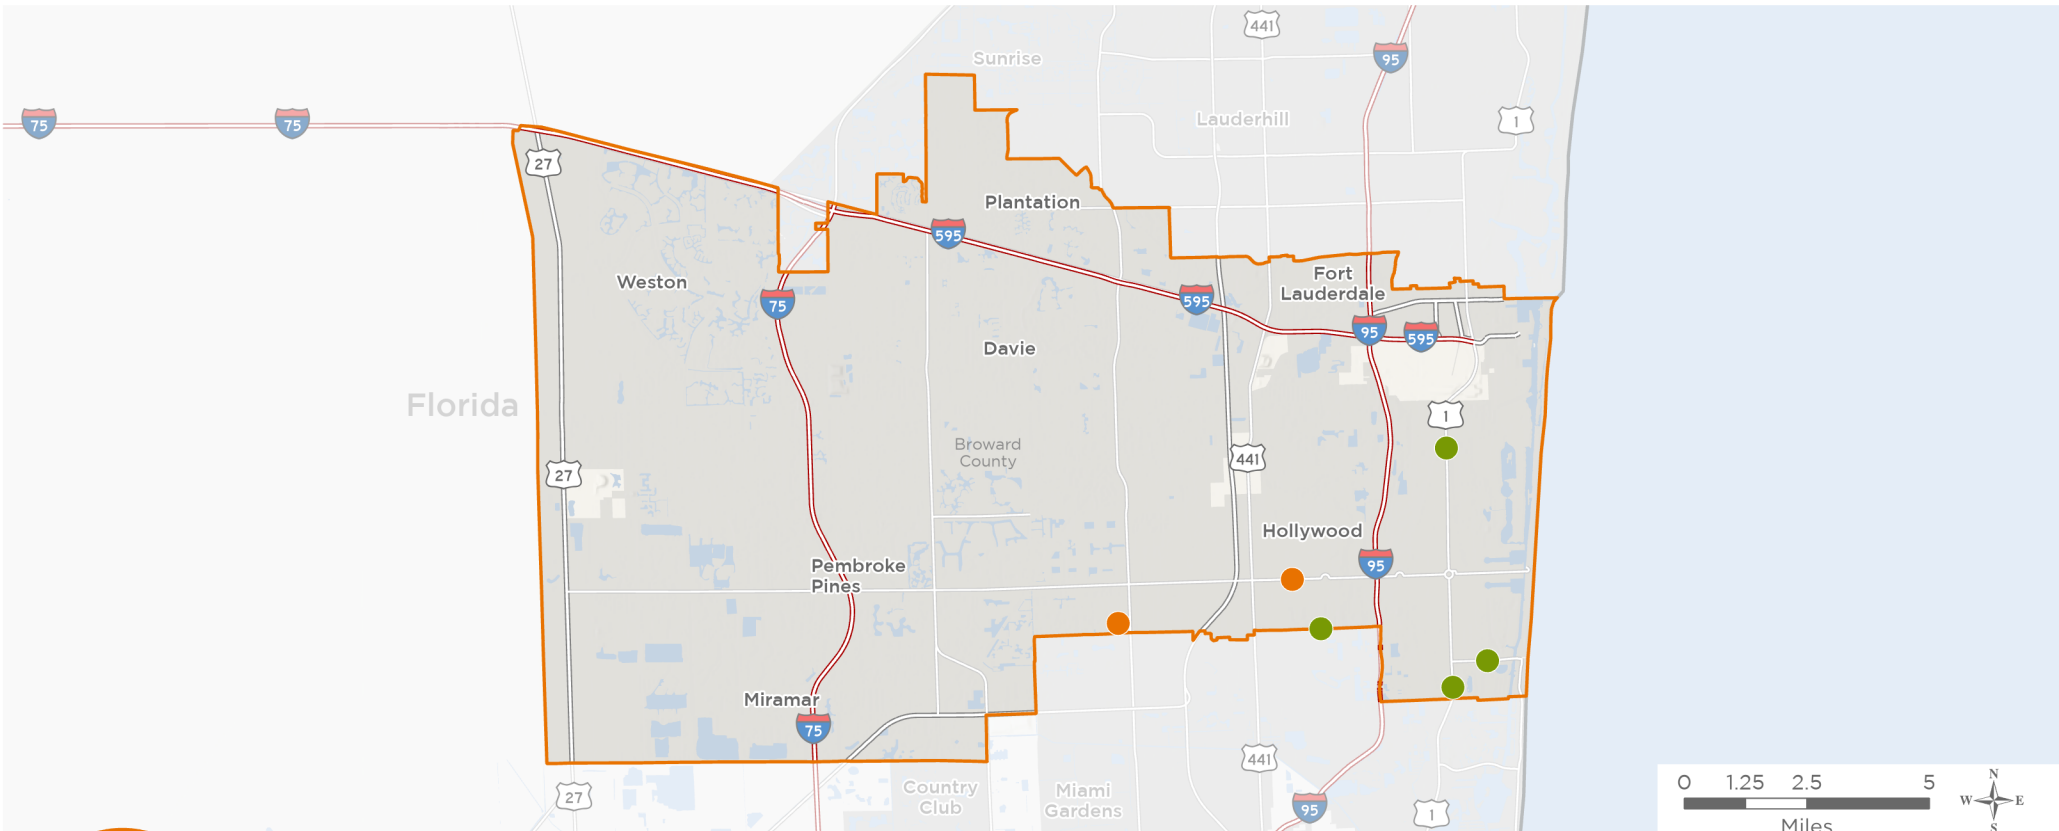 441
Sunrise
95
75
75
Lauderhill
1
27
Plantation
595
Weston
Fort
Lauderdale
75
595
95
595
Davie
Florida
1
Broward
County
441
27
Hollywood
95
Pembroke
Pines
Miramar
75
441
27
Country
Club
Miami
Gardens
95
1
0 1.25 2.5 5
Miles
N
W E
S